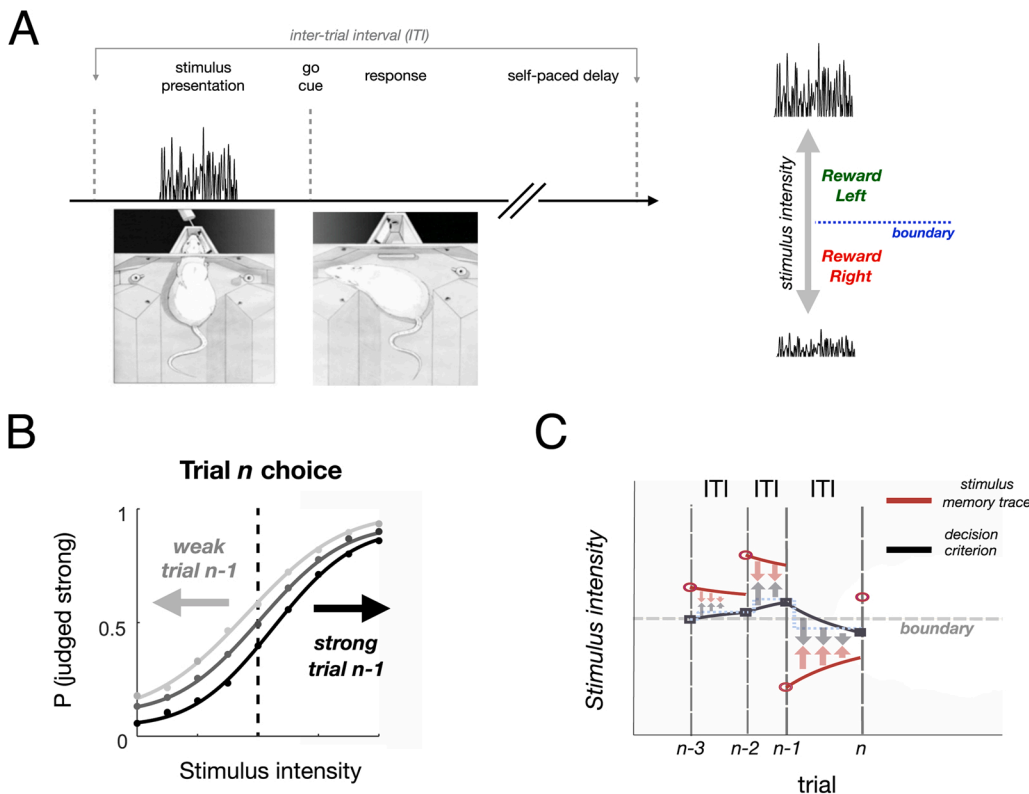 A
inter-trial interval (ITI)
stimulus
presentation
go
cue
response
self-paced delay
stimulus intensity
Reward
Left
boundary
Reward
Right
B
Trial n choice
P (judged strong)
1
0.5
0
weak
trial n-1
strong
trial n-1
Stimulus intensity
C
ITI
ITI
ITI
stimulus
memory trace
decision
criterion
boundary
Stimulus intensity
n-3
n-2
n-1
n
trial